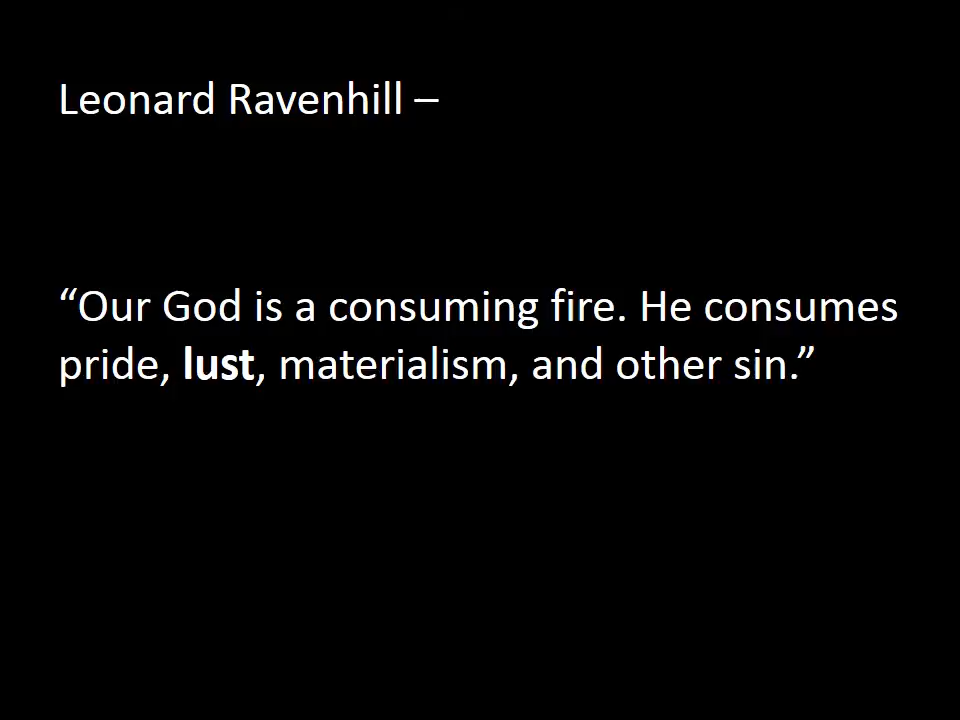 Leonard Ravenhill –
“Our God is a consuming fire. He consumes
pride, lust, materialism, and other sin.”